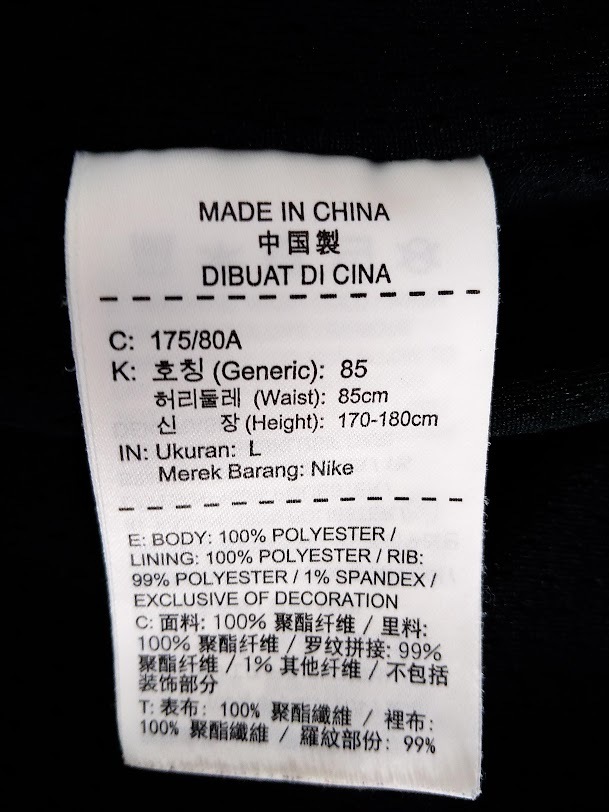 MADE IN CHINA
中国製
DIBUAT DI CINA
C: 175/80A
K: 호칭 (Generic): 85
허리둘레 (Waist): 85cm
신 장 (Height): 170-180cm
IN: Ukuran: L
Merek Barang: Nike
E: BODY: 100% POLYESTER /
LINING: 100% POLYESTER / RIB:
99% POLYESTER / 1% SPANDEX /
EXCLUSIVE OF DECORATION
C: 面料: 100% 聚酯纤维 / 里料:
100% 聚酯纤维 / 罗纹拼接: 99%
聚酯纤维 / 1% 其他纤维 / 不包括
装饰部分
T: 表布: 100% 聚酯纖維 / 裡布:
100% 聚酯纖維 / 羅紋部份: 99%